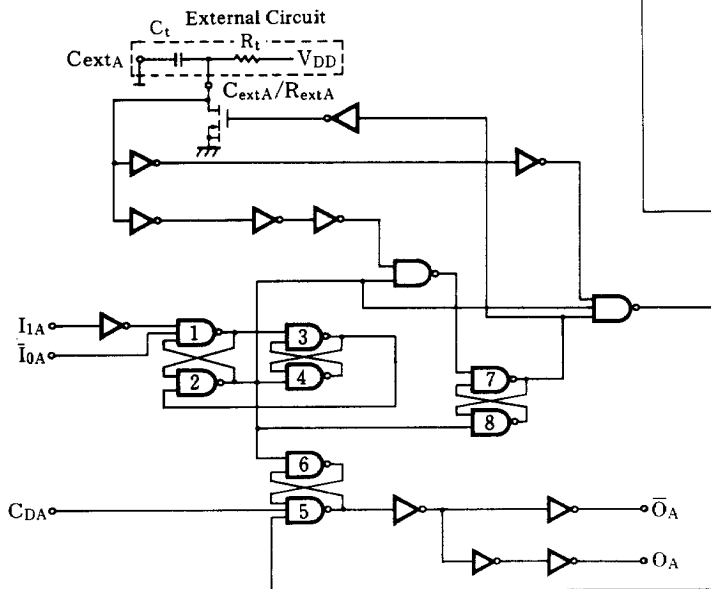 External Circuit
Ct
Rt
CextA
VDD
CextA/RextA
I1A
Ī0A
1
3
2
4
7
8
6
5
CDA
ŌA
OA